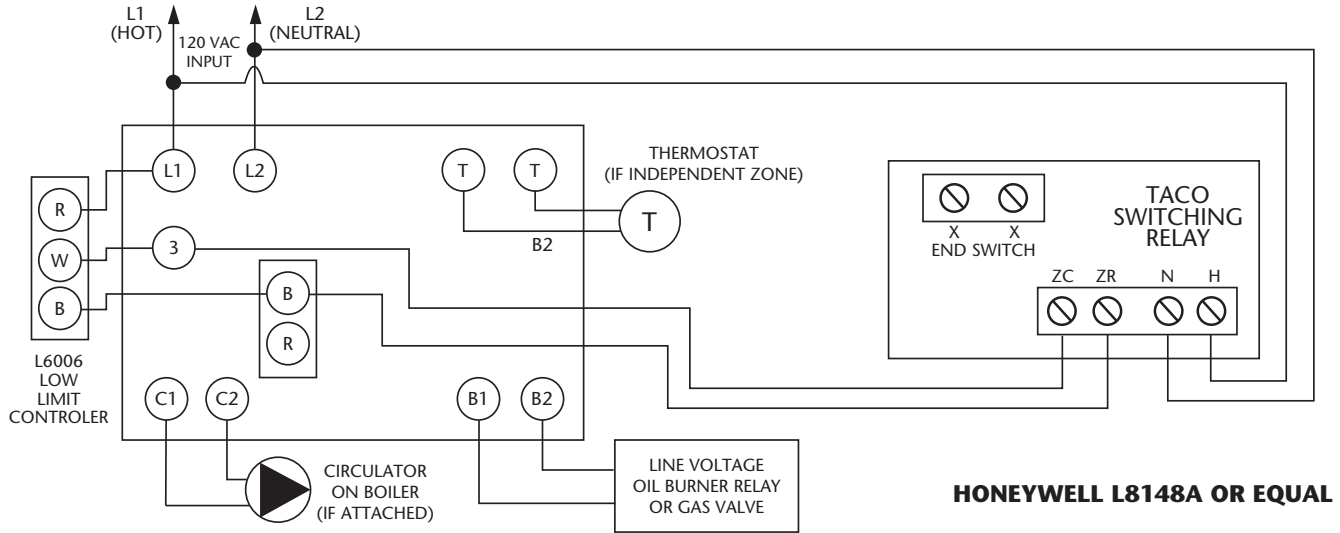 L1
(HOT)
L2
(NEUTRAL)
120 VAC
INPUT
L1
L2
T
T
THERMOSTAT
(IF INDEPENDENT ZONE)
T
B2
R
W
B
3
B
R
L6006
LOW
LIMIT
CONTROLER
C1
C2
B1
B2
CIRCULATOR
ON BOILER
(IF ATTACHED)
LINE VOLTAGE
OIL BURNER RELAY
OR GAS VALVE
X
X
END SWITCH
TACO
SWITCHING
RELAY
ZC
ZR
N
H
HONEYWELL L8148A OR EQUAL